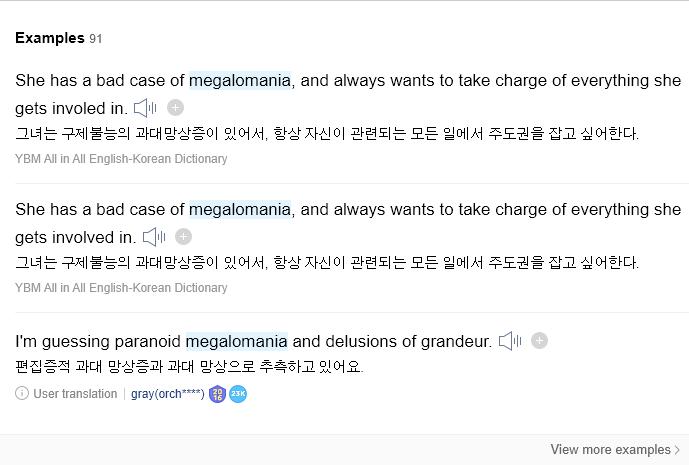 Examples 91
She has a bad case of megalomania, and always wants to take charge of everything she
gets involed in.
그녀는 구제불능의 과대망상증이 있어서, 항상 자신이 관련되는 모든 일에서 주도권을 잡고 싶어한다.
YBM All in All English-Korean Dictionary
She has a bad case of megalomania, and always wants to take charge of everything she
gets involved in.
그녀는 구제불능의 과대망상증이 있어서, 항상 자신이 관련되는 모든 일에서 주도권을 잡고 싶어한다.
YBM All in All English-Korean Dictionary
I'm guessing paranoid megalomania and delusions of grandeur.
편집증적 과대 망상증과 과대 망상으로 추측하고 있어요.
User translation gray(orch****) 2016 23K
View more examples